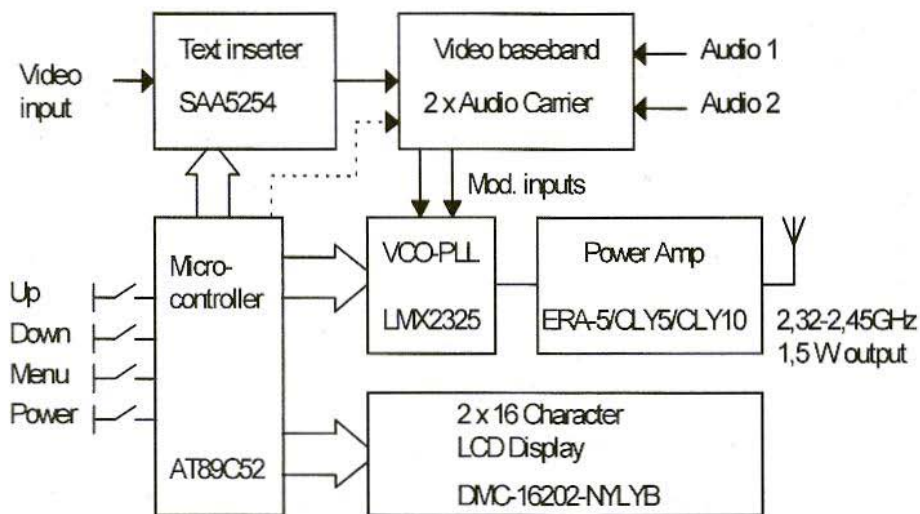 Text inserter
SAA5254
Video baseband
2 x Audio Carrier
Audio 1
Audio 2
Video
input
Mod. inputs
Micro-
controller
AT89C52
VCO-PLL
LMX2325
Power Amp
ERA-5/CLY5/CLY10
2,32-2,45GHz
1,5 W output
Up
Down
Menu
Power
2 x 16 Character
LCD Display
DMC-16202-NYLYB